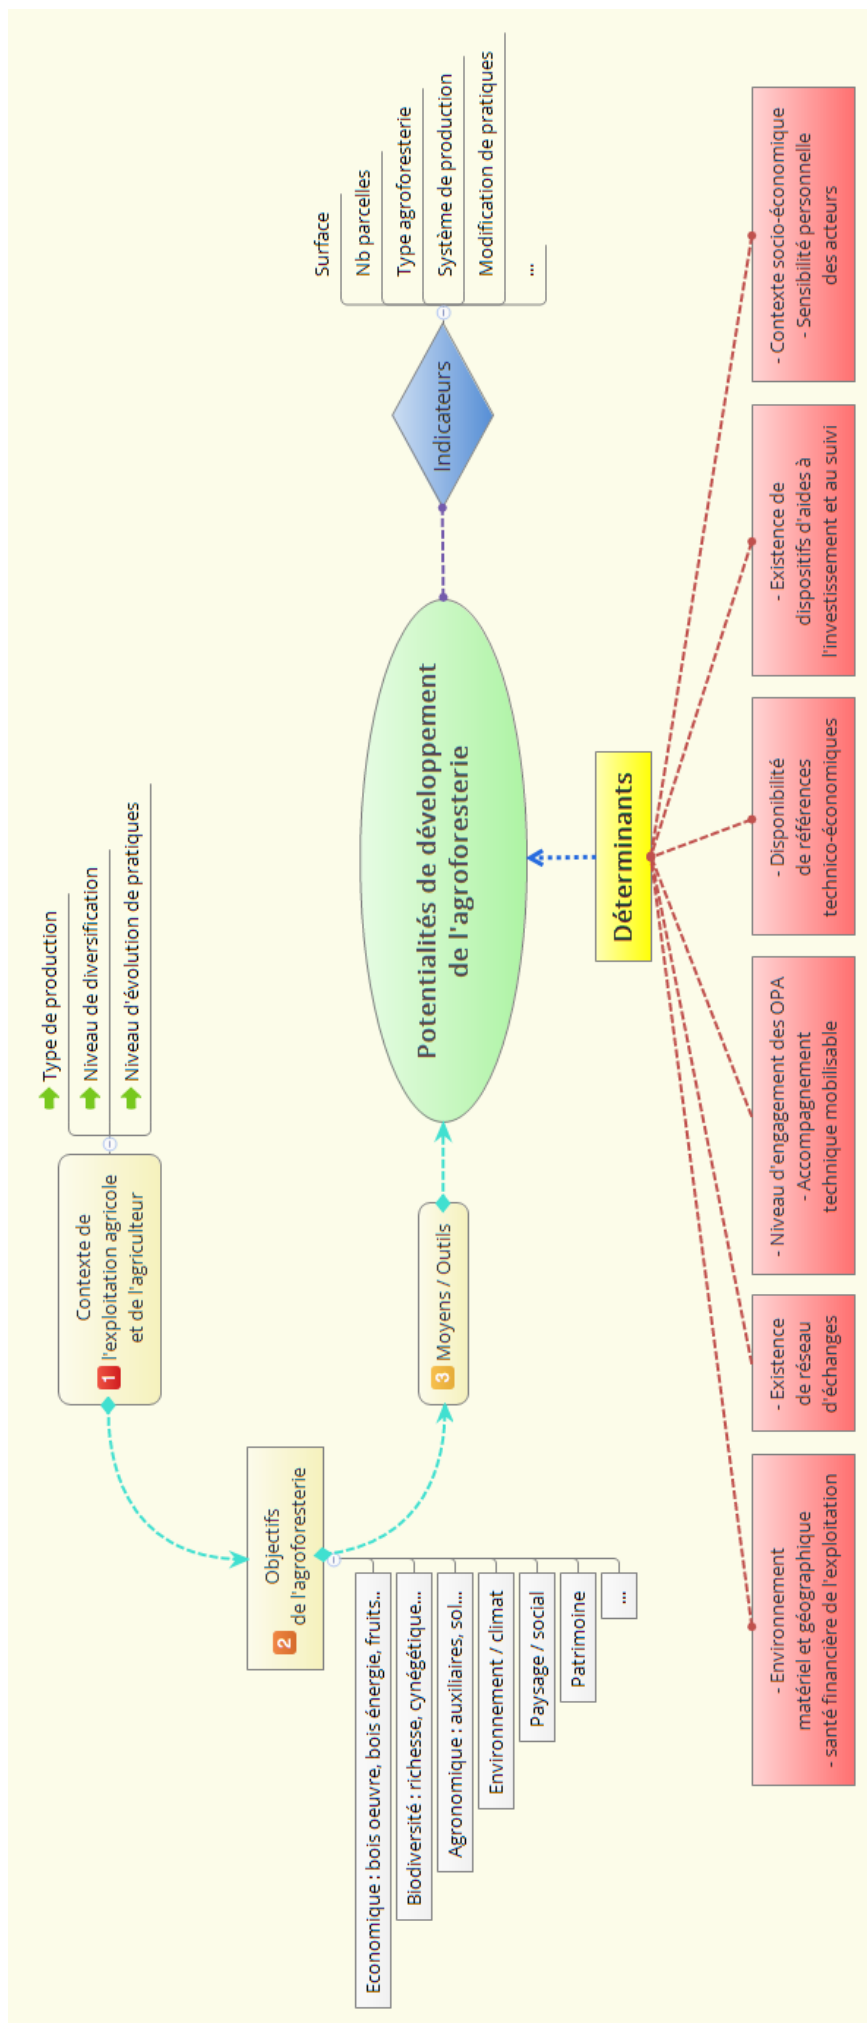 Contexte de
1 l'exploitation agricole
et de l'agriculteur
Type de production
Niveau de diversification
Niveau d'évolution de pratiques
Objectifs
2 de l'agroforesterie
Economique : bois oeuvre, bois énergie, fruits..
Biodiversité : richesse, cynégétique...
Agronomique : auxiliaires, sol...
Environnement / climat
Paysage / social
Patrimoine
...
3 Moyens / Outils
Potentialités de développement
de l'agroforesterie
Indicateurs
Surface
Nb parcelles
Type agroforesterie
Système de production
Modification de pratiques
...
Déterminants
- Environnement
matériel et géographique
- santé financière de l'exploitation
- Existence
de réseau
d'échanges
- Niveau d'engagement des OPA
- Accompagnement
technique mobilisable
- Disponibilité
de références
technico-économiques
- Existence de
dispositifs d'aides à
l'investissement et au suivi
- Contexte socio-économique
- Sensibilité personnelle
des acteurs